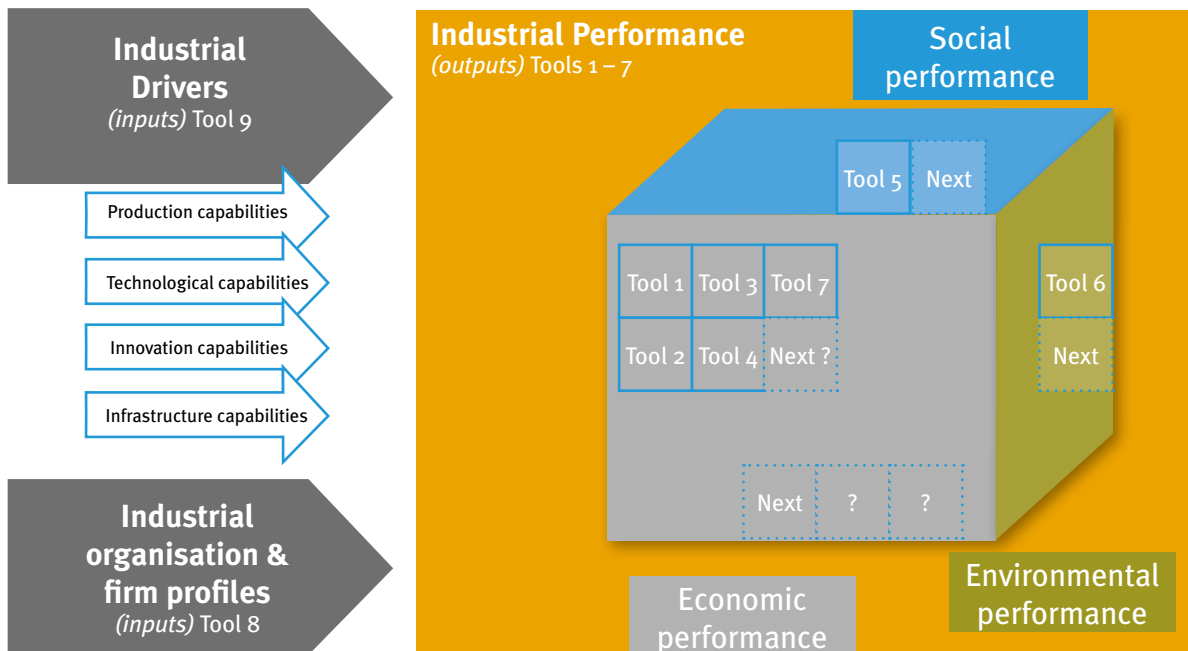 Industrial
Drivers
(inputs) Tool 9
Production capabilities
Technological capabilities
Innovation capabilities
Infrastructure capabilities
Industrial
organisation &
firm profiles
(inputs) Tool 8
Industrial Performance
(outputs) Tools 1 – 7
Social
performance
Tool 5 Next
Tool 1 Tool 3 Tool 7
Tool 2 Tool 4 Next ?
Tool 6
Next
Next ? ?
Economic
performance
Environmental
performance